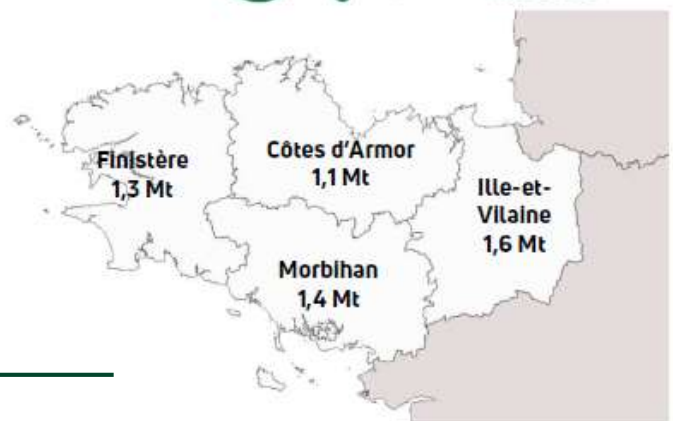 Finistère
1,3 Mt
Côtes d'Armor
1,1 Mt
Ille-et-
Vilaine
1,6 Mt
Morbihan
1,4 Mt